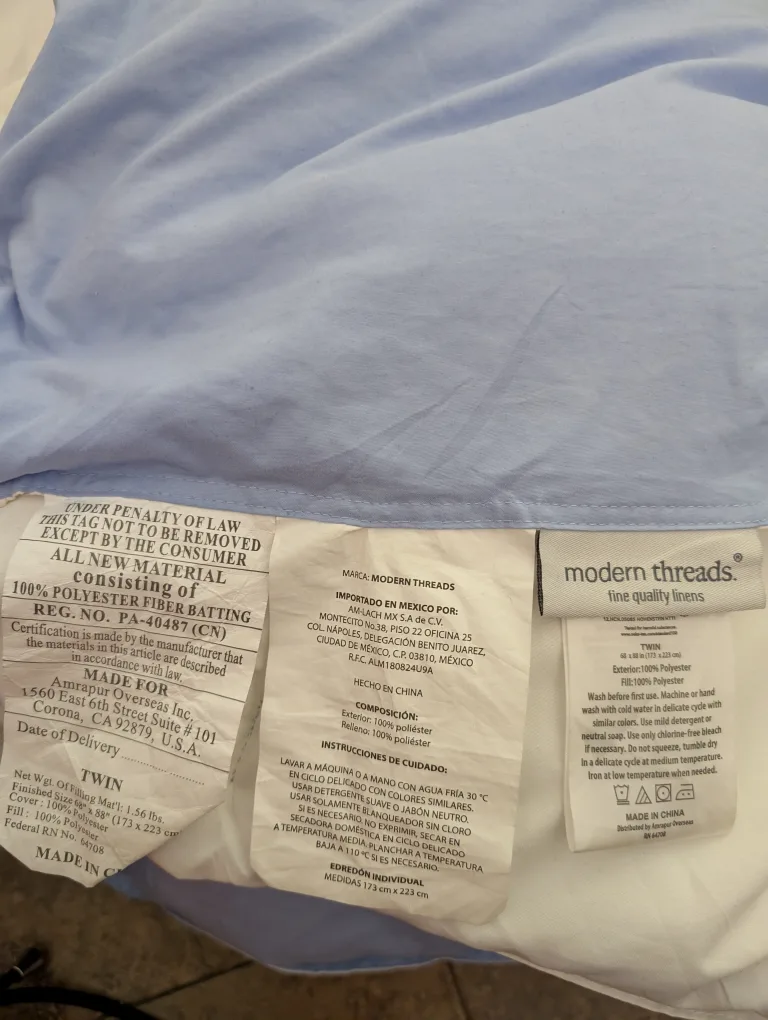 UNDER PENALTY OF LAW
THIS TAG NOT TO BE REMOVED
EXCEPT BY THE CONSUMER
ALL NEW MATERIAL
consisting of
100% POLYESTER FIBER BATTING
REG. NO. PA-40487 (CN)
Certification is made by the manufacturer that
the materials in this article are described
in accordance with law.
MADE FOR
Amrapur Overseas Inc.
1560 East 6th Street Suite # 101
Corona, CA 92879, U.S.A.
Date of Delivery
TWIN
Net Wgt. Of Filling Mat'l: 1.56 lbs.
Finished Size 68" x 88" (173 x 223 cm
Cover : 100% Polyester
Fill : 100% Polyester
Federal RN No. 64708
MADE IN C
MARCA: MODERN THREADS
IMPORTADO EN MEXICO POR:
AM-LACH MX S.A de C.V.
MONTECITO No.38, PISO 22 OFICINA 25
COL. NÁPOLES, DELEGACIÓN BENITO JUAREZ,
CIUDAD DE MÉXICO, C.P. 03810, MÉXICO
R.F.C. ALM180824U9A
HECHO EN CHINA
COMPOSICIÓN:
Exterior: 100% poliéster
Relleno: 100% poliéster
INSTRUCCIONES DE CUIDADO:
LAVAR A MÁQUINA O A MANO CON AGUA FRÍA 30 °C
EN CICLO DELICADO CON COLORES SIMILARES.
USAR DETERGENTE SUAVE O JABÓN NEUTRO.
USAR SOLAMENTE BLANQUEADOR SIN CLORO
SI ES NECESARIO. NO EXPRIMIR, SECAR EN
SECADORA DOMÉSTICA EN CICLO DELICADO
A TEMPERATURA MEDIA. PLANCHAR A TEMPERATURA
BAJA A 110 °C SI ES NECESARIO.
EDREDÓN INDIVIDUAL
MEDIDAS 173 cm x 223 cm
modern threads.®
fine quality linens
TWIN
68 x 88 in (173 x 223 cm)
Exterior:100% Polyester
Fill:100% Polyester
Wash before first use. Machine or hand
wash with cold water in delicate cycle with
similar colors. Use mild detergent or
neutral soap. Use only chlorine-free bleach
if necessary. Do not squeeze, tumble dry
In a delicate cycle at medium temperature.
Iron at low temperature when needed.
MADE IN CHINA
Distributed by Amrapur Overseas
RN 64708